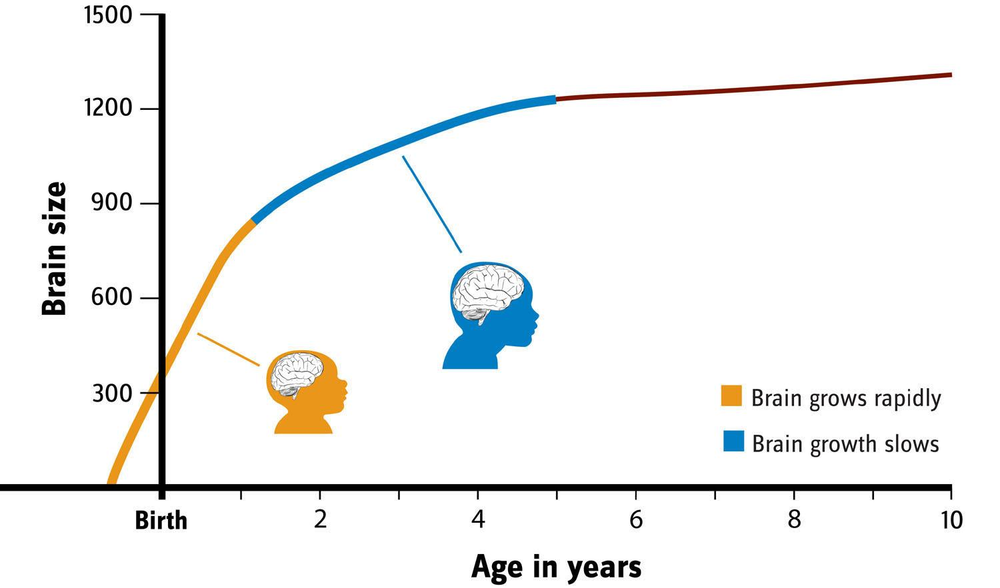 1500
1200
900
600
300
Brain size
Birth 2 4 6 8 10
Age in years
Brain grows rapidly
Brain growth slows